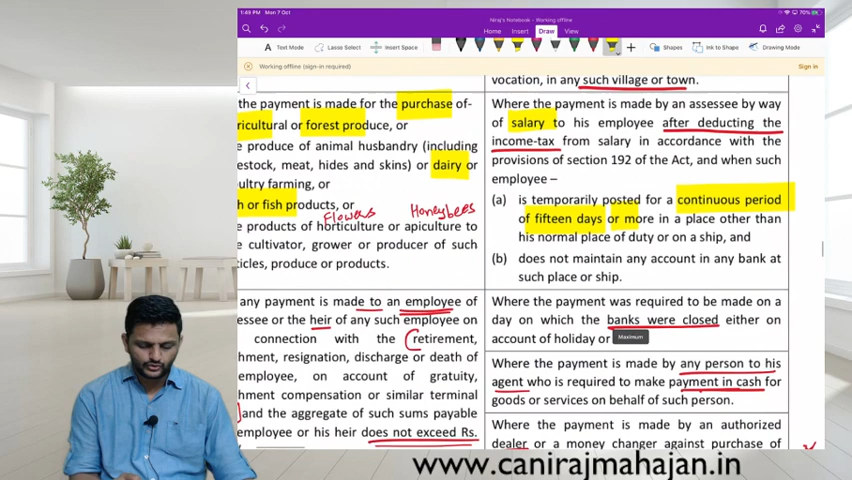 1:45 PM Mon 7 Oct
70%
Niraj's Notebook - Working offline
Home Insert Draw View
Text Mode Lasso Select Insert Space Shapes Ink to Shape Drawing Mode
Working offline (sign-in required) Sign in
the payment is made for the purchase of-
ricultural or forest produce, or
e produce of animal husbandry (including
estock, meat, hides and skins) or dairy or
ultry farming, or
h or fish products, or
Flowers Honeybees
e products of horticulture or apiculture to
e cultivator, grower or producer of such
ticles, produce or products.
any payment is made to an employee of
essee or the heir of any such employee on
connection with the retirement,
hment, resignation, discharge or death of
employee, on account of gratuity,
hment compensation or similar terminal
and the aggregate of such sums payable
employee or his heir does not exceed Rs.
vocation, in any such village or town.
Where the payment is made by an assessee by way
of salary to his employee after deducting the
income-tax from salary in accordance with the
provisions of section 192 of the Act, and when such
employee –
(a) is temporarily posted for a continuous period
of fifteen days or more in a place other than
his normal place of duty or on a ship, and
(b) does not maintain any account in any bank at
such place or ship.
Where the payment was required to be made on a
day on which the banks were closed either on
account of holiday or
Maximum
Where the payment is made by any person to his
agent who is required to make payment in cash for
goods or services on behalf of such person.
Where the payment is made by an authorized
dealer or a money changer against purchase of
www.canirajmahajan.in